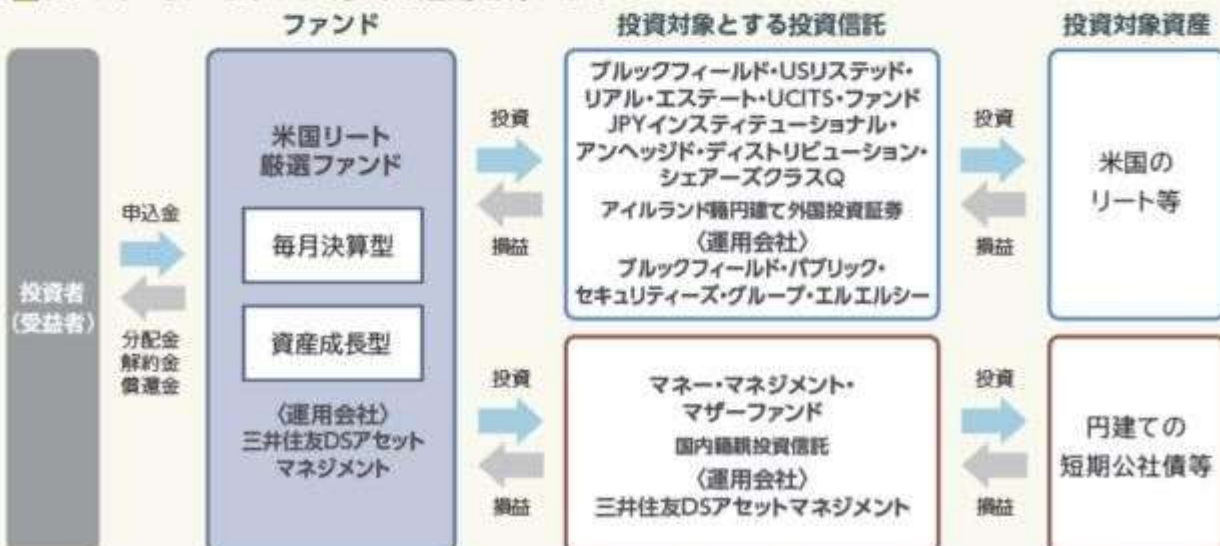 ファンド
投資対象とする投資信託
投資対象資産
投資者
(受益者)
申込金
分配金
解約金
償還金
米国リート
厳選ファンド
毎月決算型
資産成長型
〈運用会社〉
三井住友DSアセット
マネジメント
投資
損益
ブルックフィールド・USリステッド・
リアル・エステート・UCITS・ファンド
JPYインスティテューショナル・
アンヘッジド・ディストリビューション・
シェアーズクラスQ
アイルランド籍円建て外国投資証券
〈運用会社〉
ブルックフィールド・パブリック・
セキュリティーズ・グループ・エルエルシー
投資
損益
米国の
リート等
投資
損益
マネー・マネジメント・
マザーファンド
国内籍親投資信託
〈運用会社〉
三井住友DSアセットマネジメント
投資
損益
円建ての
短期公社債等